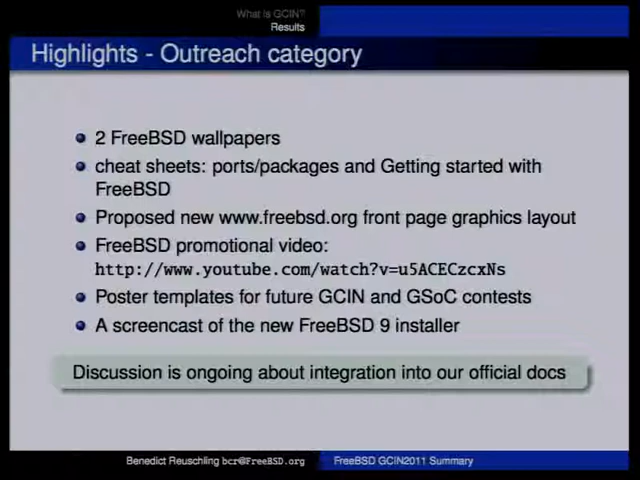 What is GCIN?
Results
Highlights - Outreach category
2 FreeBSD wallpapers
cheat sheets: ports/packages and Getting started with
FreeBSD
Proposed new www.freebsd.org front page graphics layout
FreeBSD promotional video:
http://www.youtube.com/watch?v=u5ACECzcxNs
Poster templates for future GCIN and GSoC contests
A screencast of the new FreeBSD 9 installer
Discussion is ongoing about integration into our official docs
Benedict Reuschling bcr@FreeBSD.org
FreeBSD GCIN2011 Summary